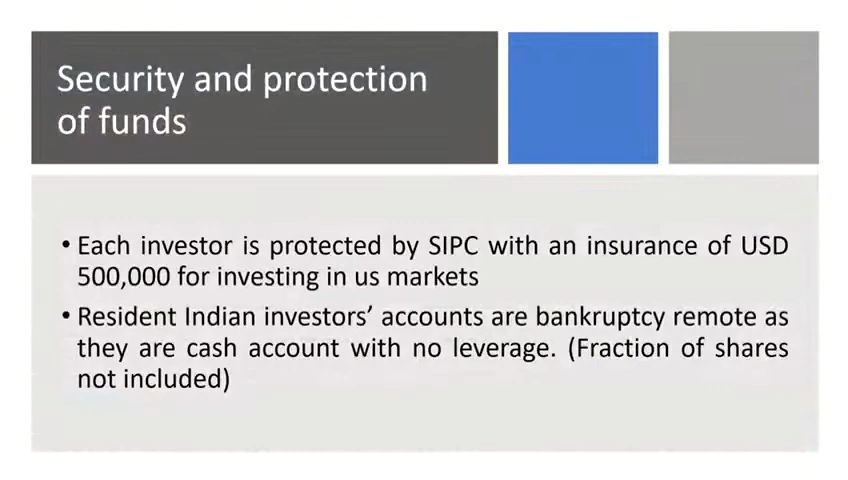 Security and protection
of funds
• Each investor is protected by SIPC with an insurance of USD
500,000 for investing in us markets
• Resident Indian investors’ accounts are bankruptcy remote as
they are cash account with no leverage. (Fraction of shares
not included)